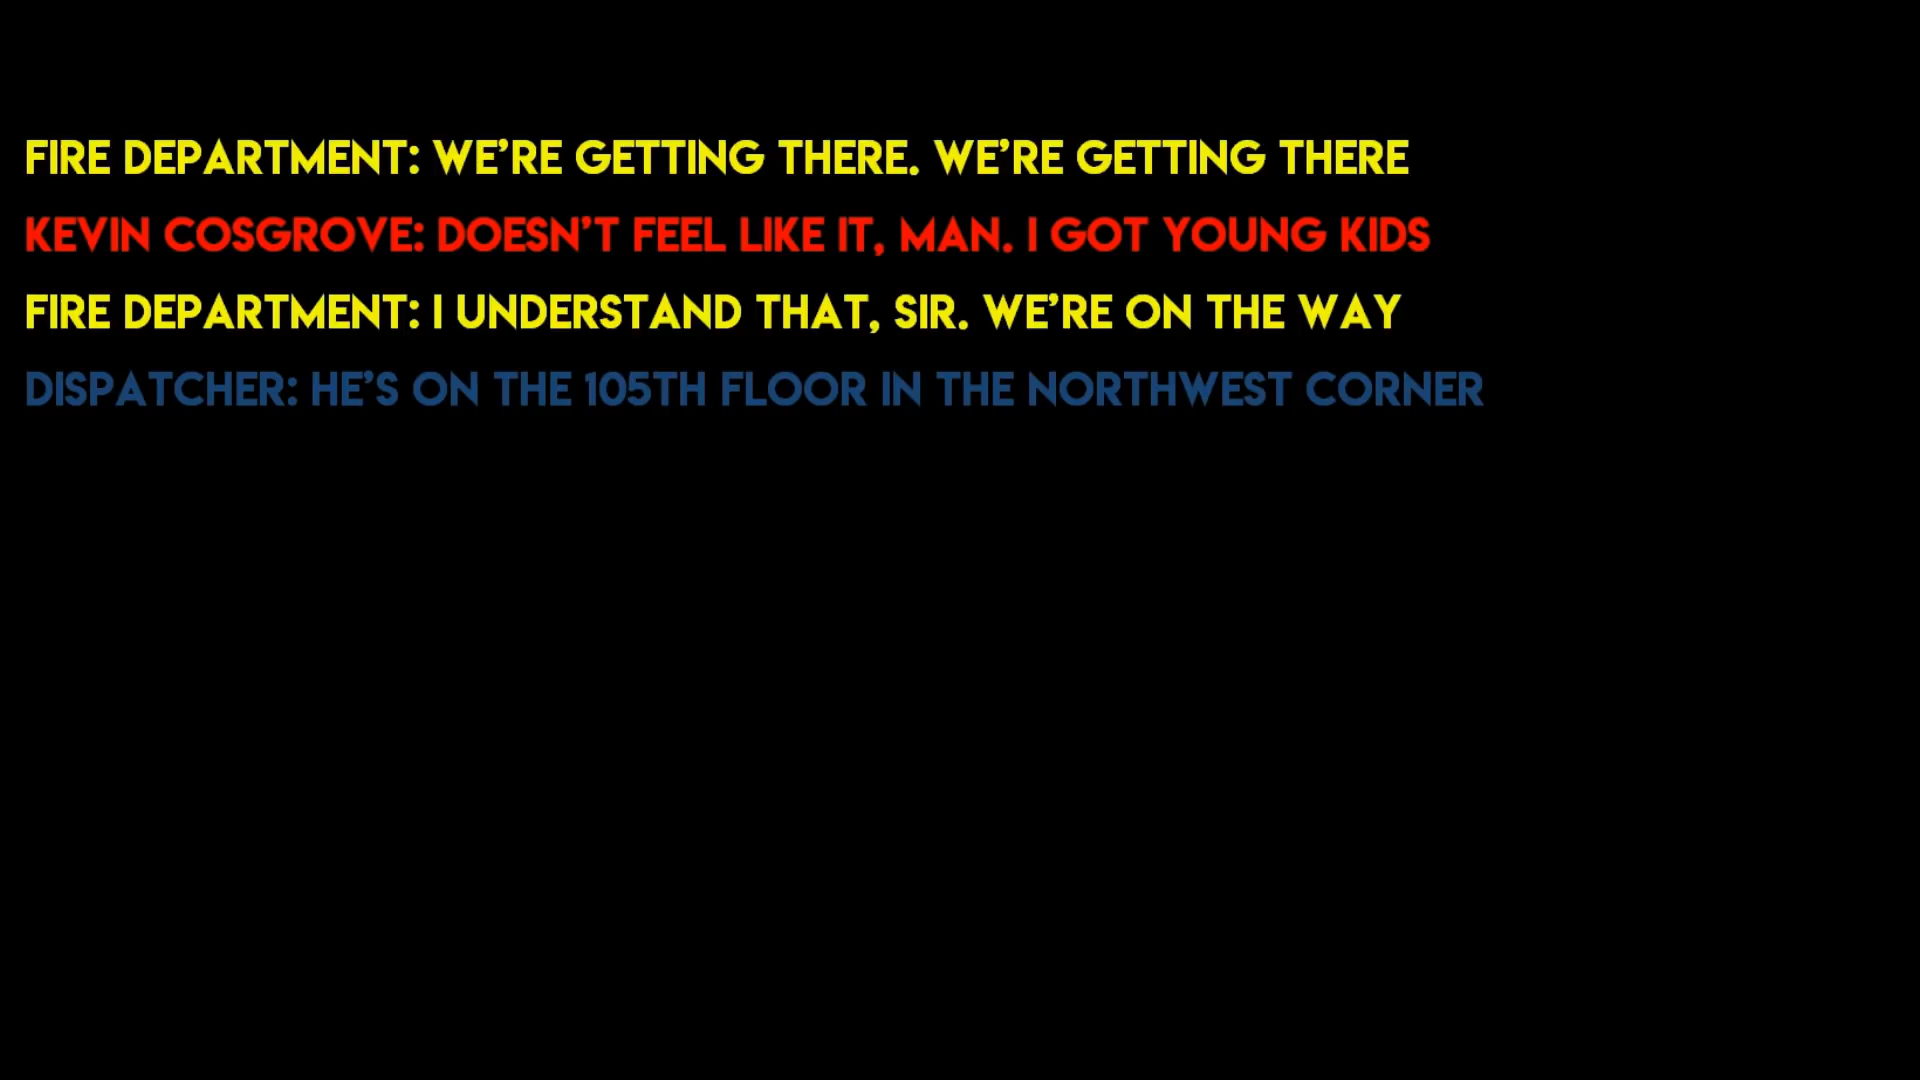 FIRE DEPARTMENT: WE'RE GETTING THERE. WE'RE GETTING THERE
KEVIN COSGROVE: DOESN'T FEEL LIKE IT, MAN. I GOT YOUNG KIDS
FIRE DEPARTMENT: I UNDERSTAND THAT, SIR. WE'RE ON THE WAY
DISPATCHER: HE'S ON THE 105TH FLOOR IN THE NORTHWEST CORNER